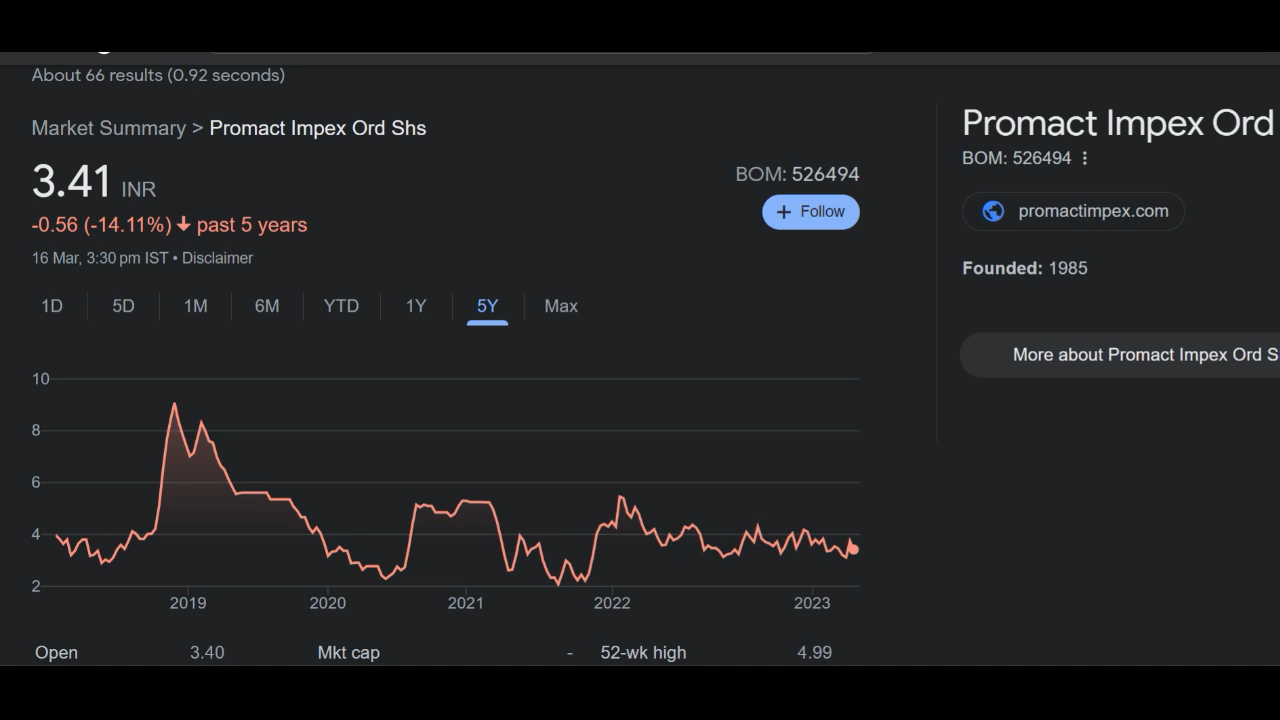 About 66 results (0.92 seconds)
Market Summary > Promact Impex Ord Shs
3.41 INR
-0.56 (-14.11%) ↓ past 5 years
16 Mar, 3:30 pm IST • Disclaimer
BOM: 526494
+ Follow
1D 5D 1M 6M YTD 1Y 5Y Max
10
8
6
4
2
2019 2020 2021 2022 2023
Open 3.40 Mkt cap - 52-wk high 4.99
Promact Impex Ord
BOM: 526494
promactimpex.com
Founded: 1985
More about Promact Impex Ord S